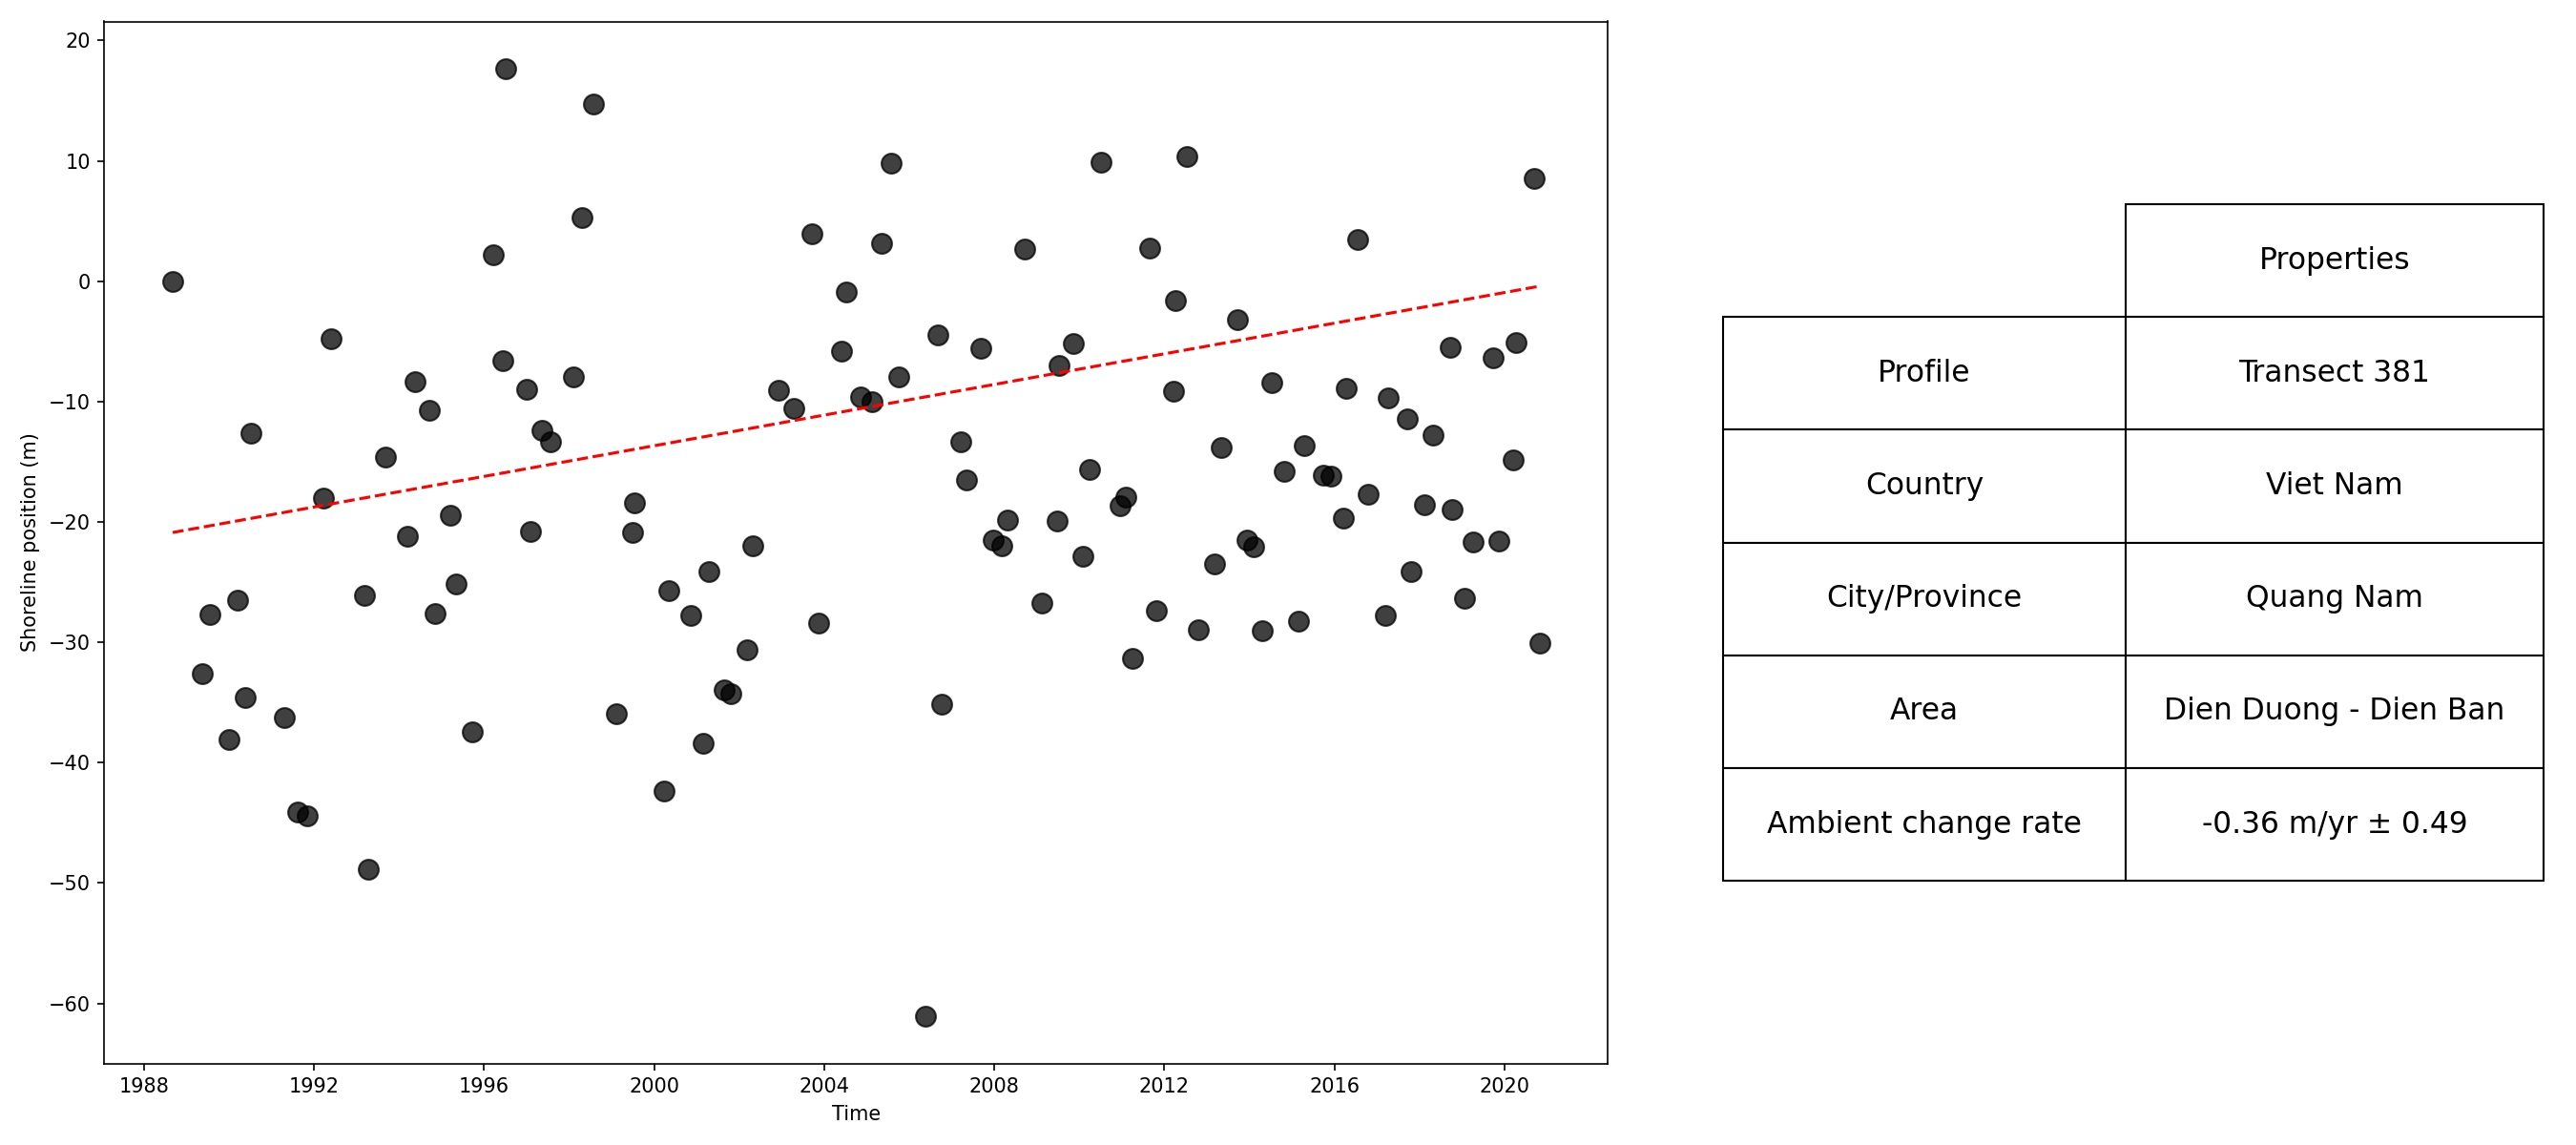 20
10
0
−10
−20
−30
−40
−50
−60
Shoreline position (m)
1988 1992 1996 2000 2004 2008 2012 2016 2020
Time
Properties
Profile Transect 381
Country Viet Nam
City/Province Quang Nam
Area Dien Duong - Dien Ban
Ambient change rate -0.36 m/yr ± 0.49